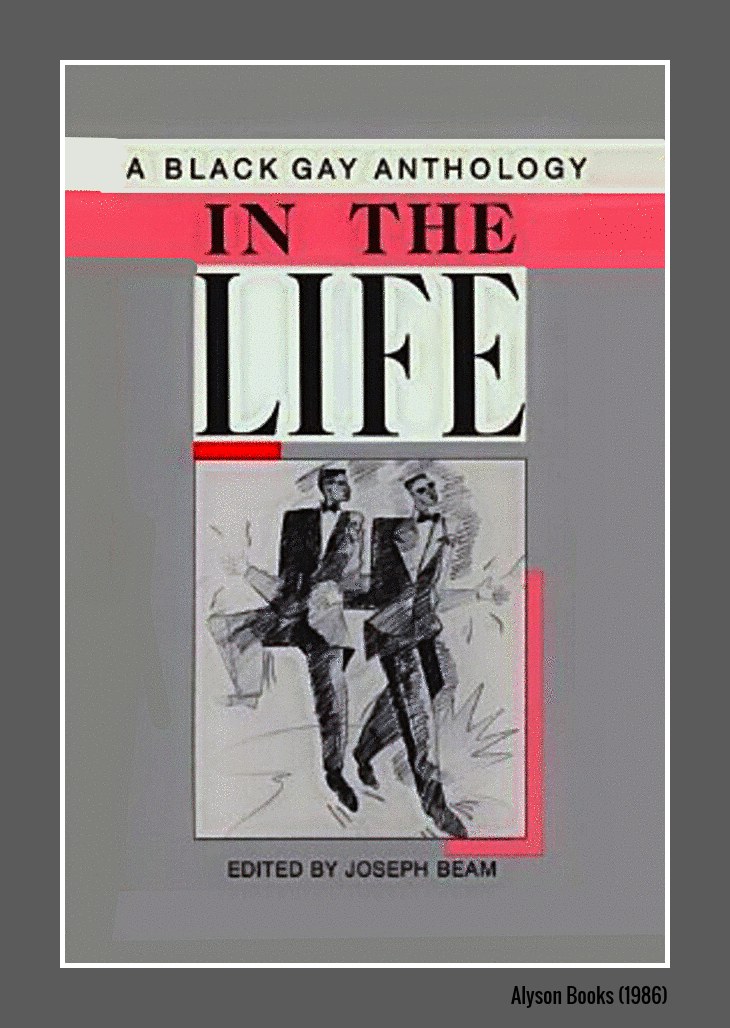 A BLACK GAY ANTHOLOGY
IN THE
LIFE
EDITED BY JOSEPH BEAM
Alyson Books (1986)